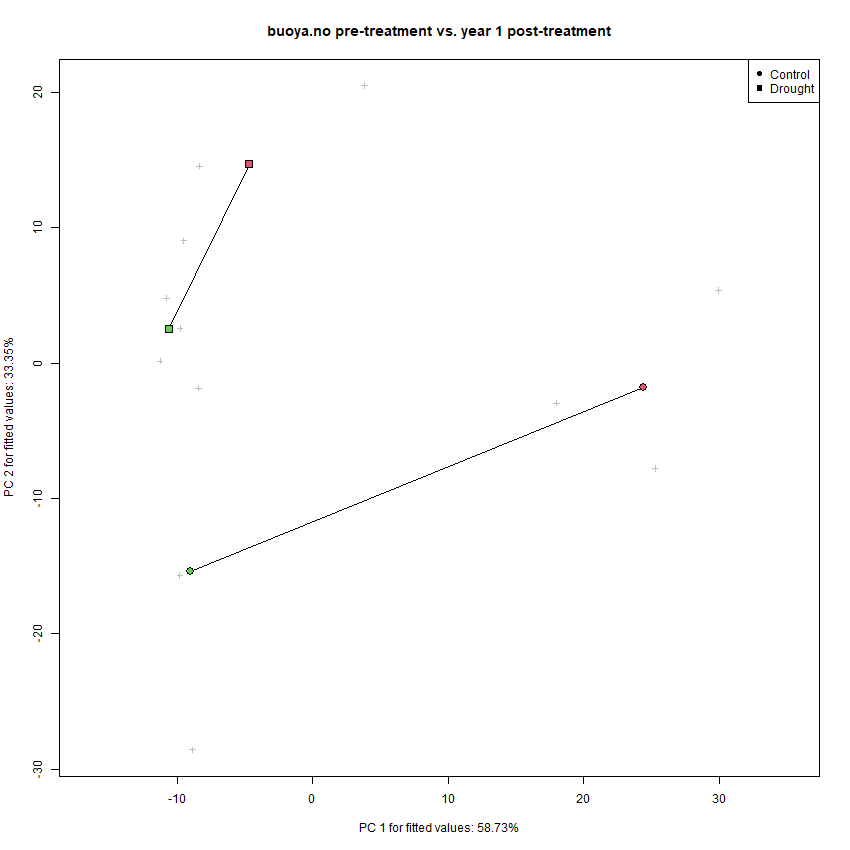 buoya.no pre-treatment vs. year 1 post-treatment
Control
Drought
20
10
0
-10
-20
-30
PC 2 for fitted values: 33.35%
-10
0
10
20
30
PC 1 for fitted values: 58.73%